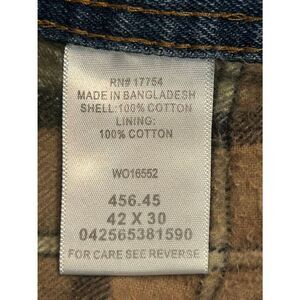 RN# 17754
MADE IN BANGLADESH
SHELL: 100% COTTON
LINING:
100% COTTON
WO16552
456.45
42 X 30
042565381590
FOR CARE SEE REVERSE